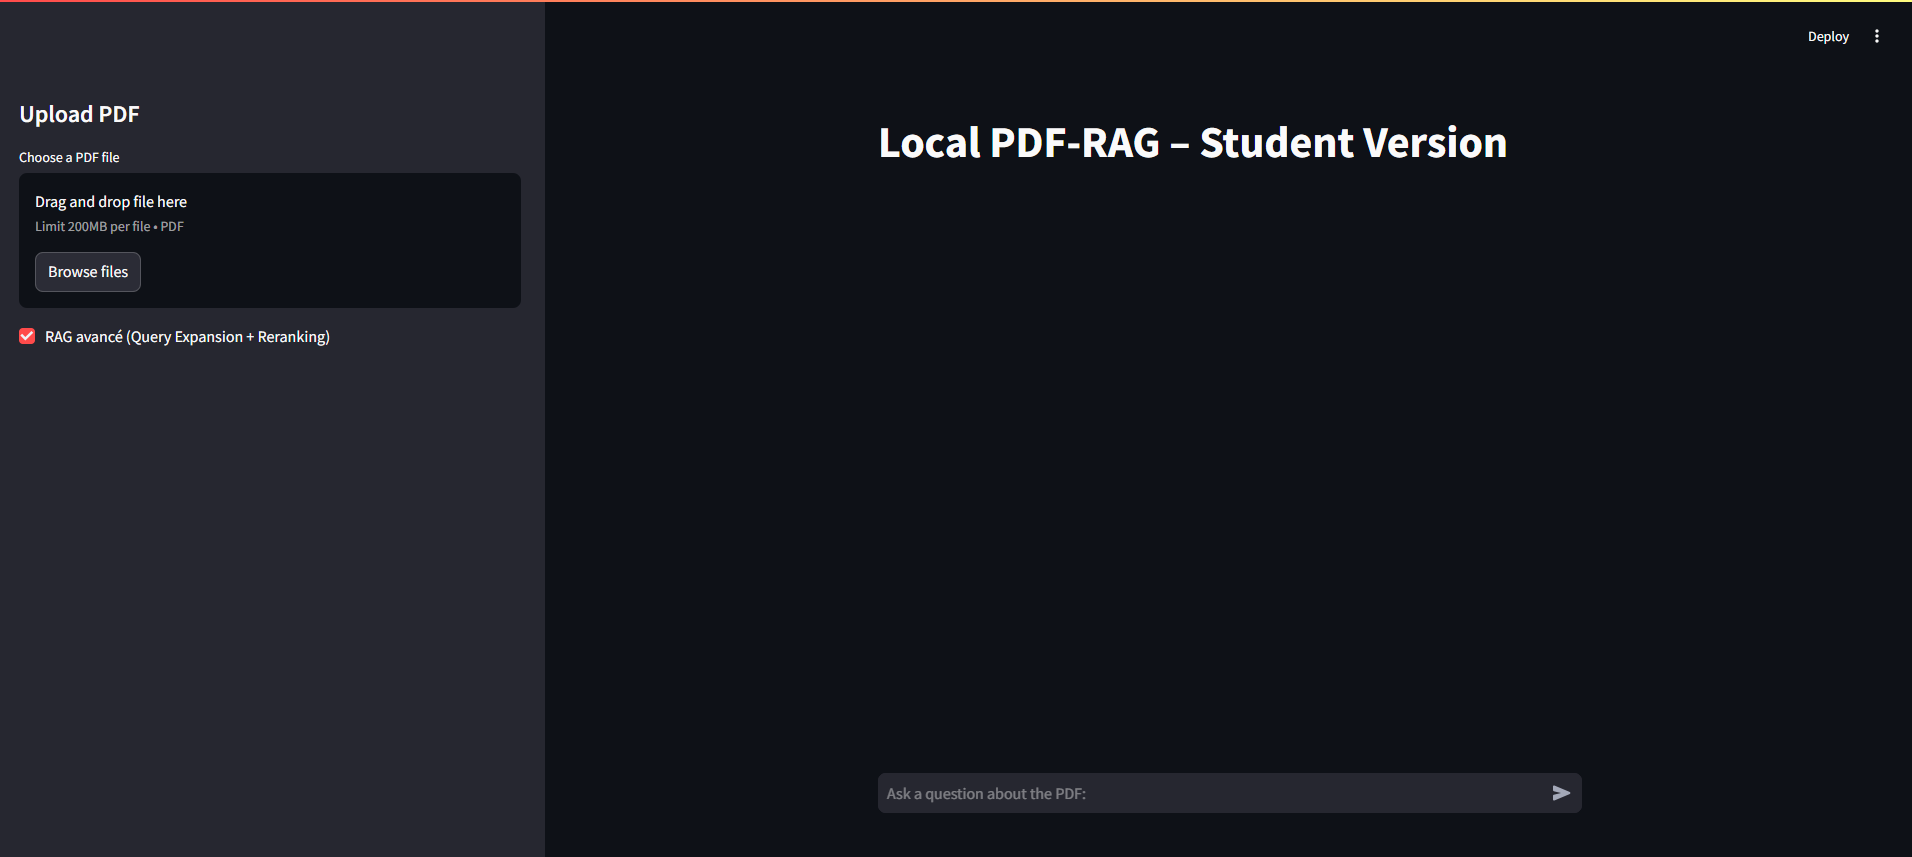 Deploy
Upload PDF
Choose a PDF file
Drag and drop file here
Limit 200MB per file • PDF
Browse files
RAG avancé (Query Expansion + Reranking)
Local PDF-RAG – Student Version
Ask a question about the PDF: